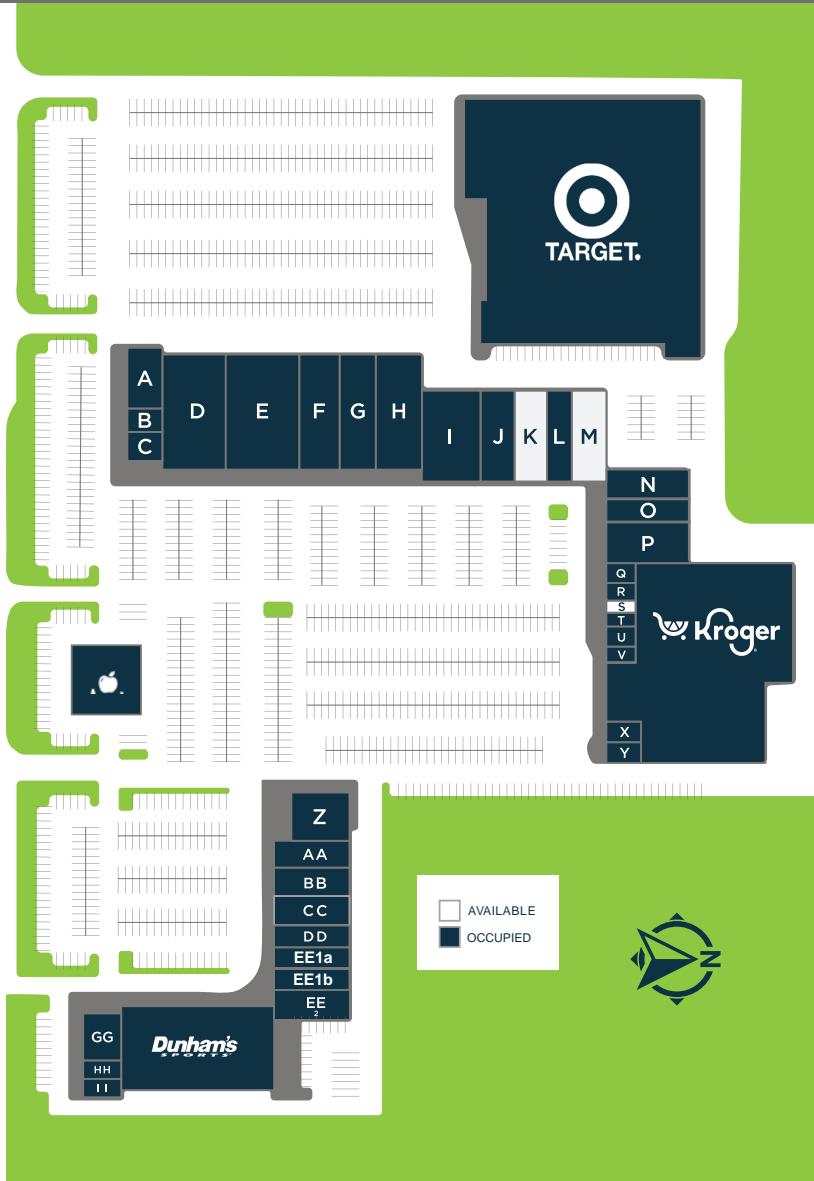 TARGET.
A
B
C
D
E
F
G
H
I
J
K
L
M
N
O
P
Q
R
S
T
U
V
Kroger
X
Y
Z
AA
BB
CC
DD
EE1a
EE1b
EE
2
AVAILABLE
OCCUPIED
N
GG
HH
II
Dunham's
SPORTS